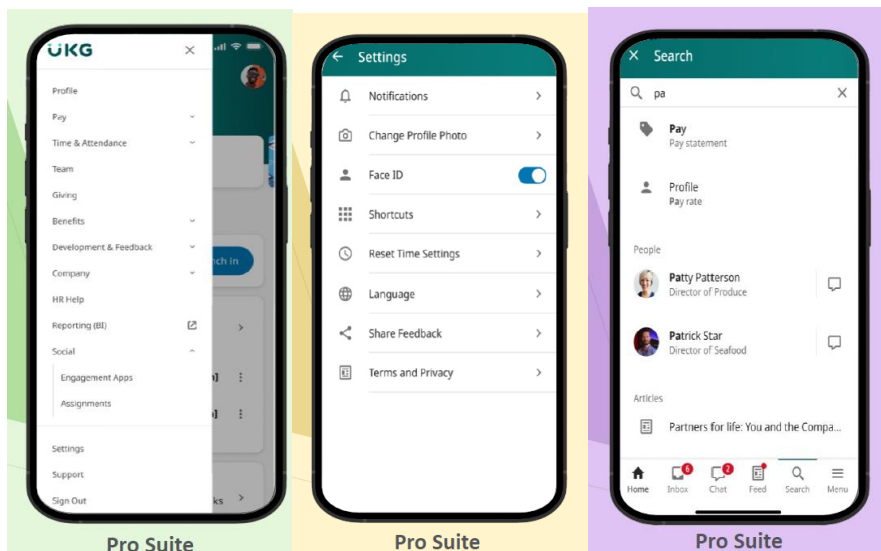 UKG
Profile
Pay
Time & Attendance
Team
Giving
Benefits
Development & Feedback
Company
HR Help
Reporting (BI)
Social
Engagement Apps
Assignments
Settings
Support
Sign Out
Pro Suite
Settings
Notifications
Change Profile Photo
Face ID
Shortcuts
Reset Time Settings
Language
Share Feedback
Terms and Privacy
Pro Suite
Search
pa
Pay
Pay statement
Profile
Pay rate
People
Patty Patterson
Director of Produce
Patrick Star
Director of Seafood
Articles
Partners for life: You and the Compa...
6
2
Home Inbox Chat Feed Search Menu
Pro Suite